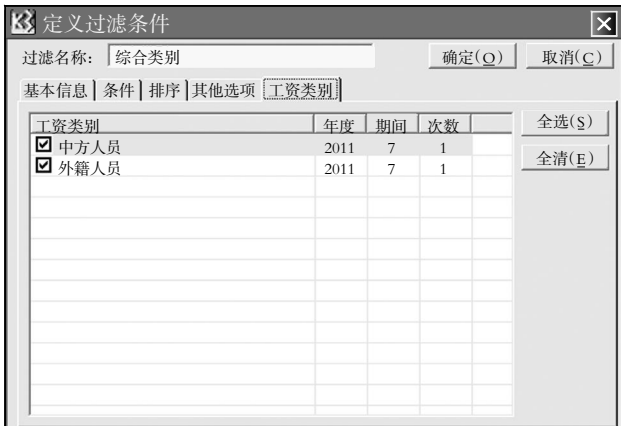 K3 定义过滤条件
过滤名称： 综合类别 确定(O) 取消(C)
基本信息 条件 排序 其他选项 工资类别
工资类别 年度 期间 次数 全选(S)
中方人员 2011 7 1
外籍人员 2011 7 1 全清(E)